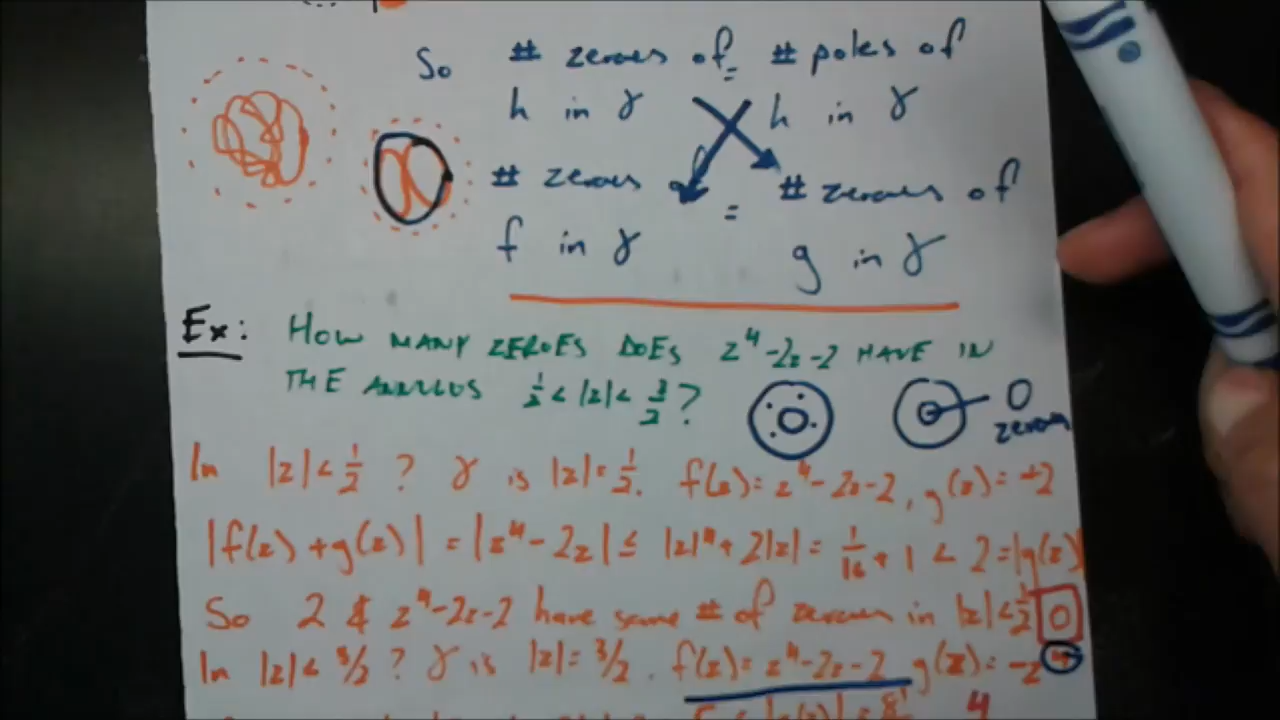 So # zeroes of = # poles of
h in γ h in γ
# zeroes of = # zeroes of
f in γ g in γ
Ex: HOW MANY ZEROES DOES z⁴-2z-2 HAVE IN
THE ANNULUS ½ < |z| < 3/2 ?
0
zeroes
In |z| < ½ ? γ is |z| = ½. f(z) = z⁴-2z-2, g(z) = +2
|f(z) + g(z)| = |z⁴-2z| ≤ |z|⁴ + 2|z| = 1/16 + 1 < 2 = |g(z)|
So 2 & z⁴-2z-2 have same # of zeroes in |z| < ½ 0
In |z| < 3/2 ? γ is |z| = 3/2. f(z) = z⁴-2z-2 g(z) = -z⁴
4